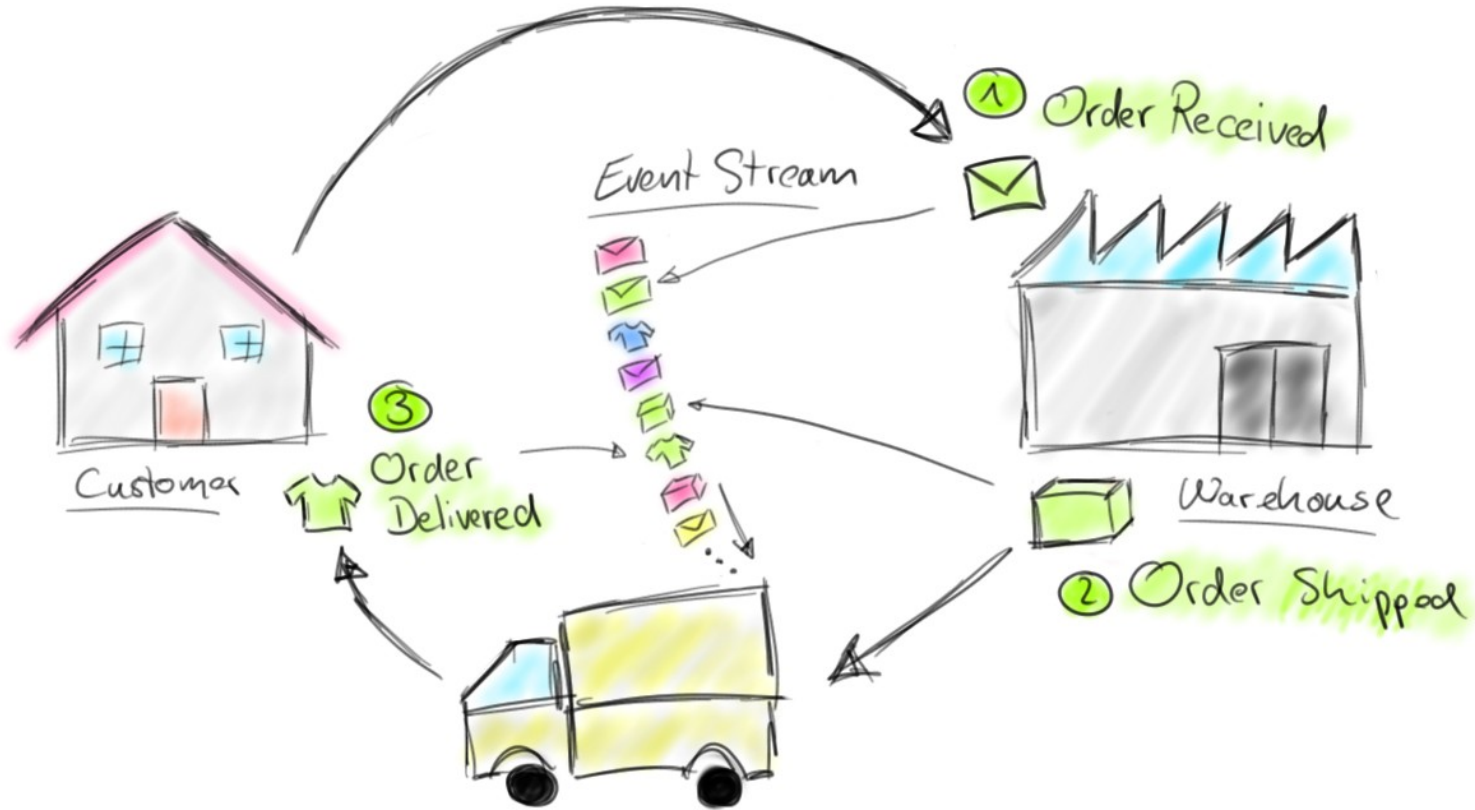 1 Order Received
Event Stream
3
Order
Delivered
Customer
Warehouse
2 Order Shipped